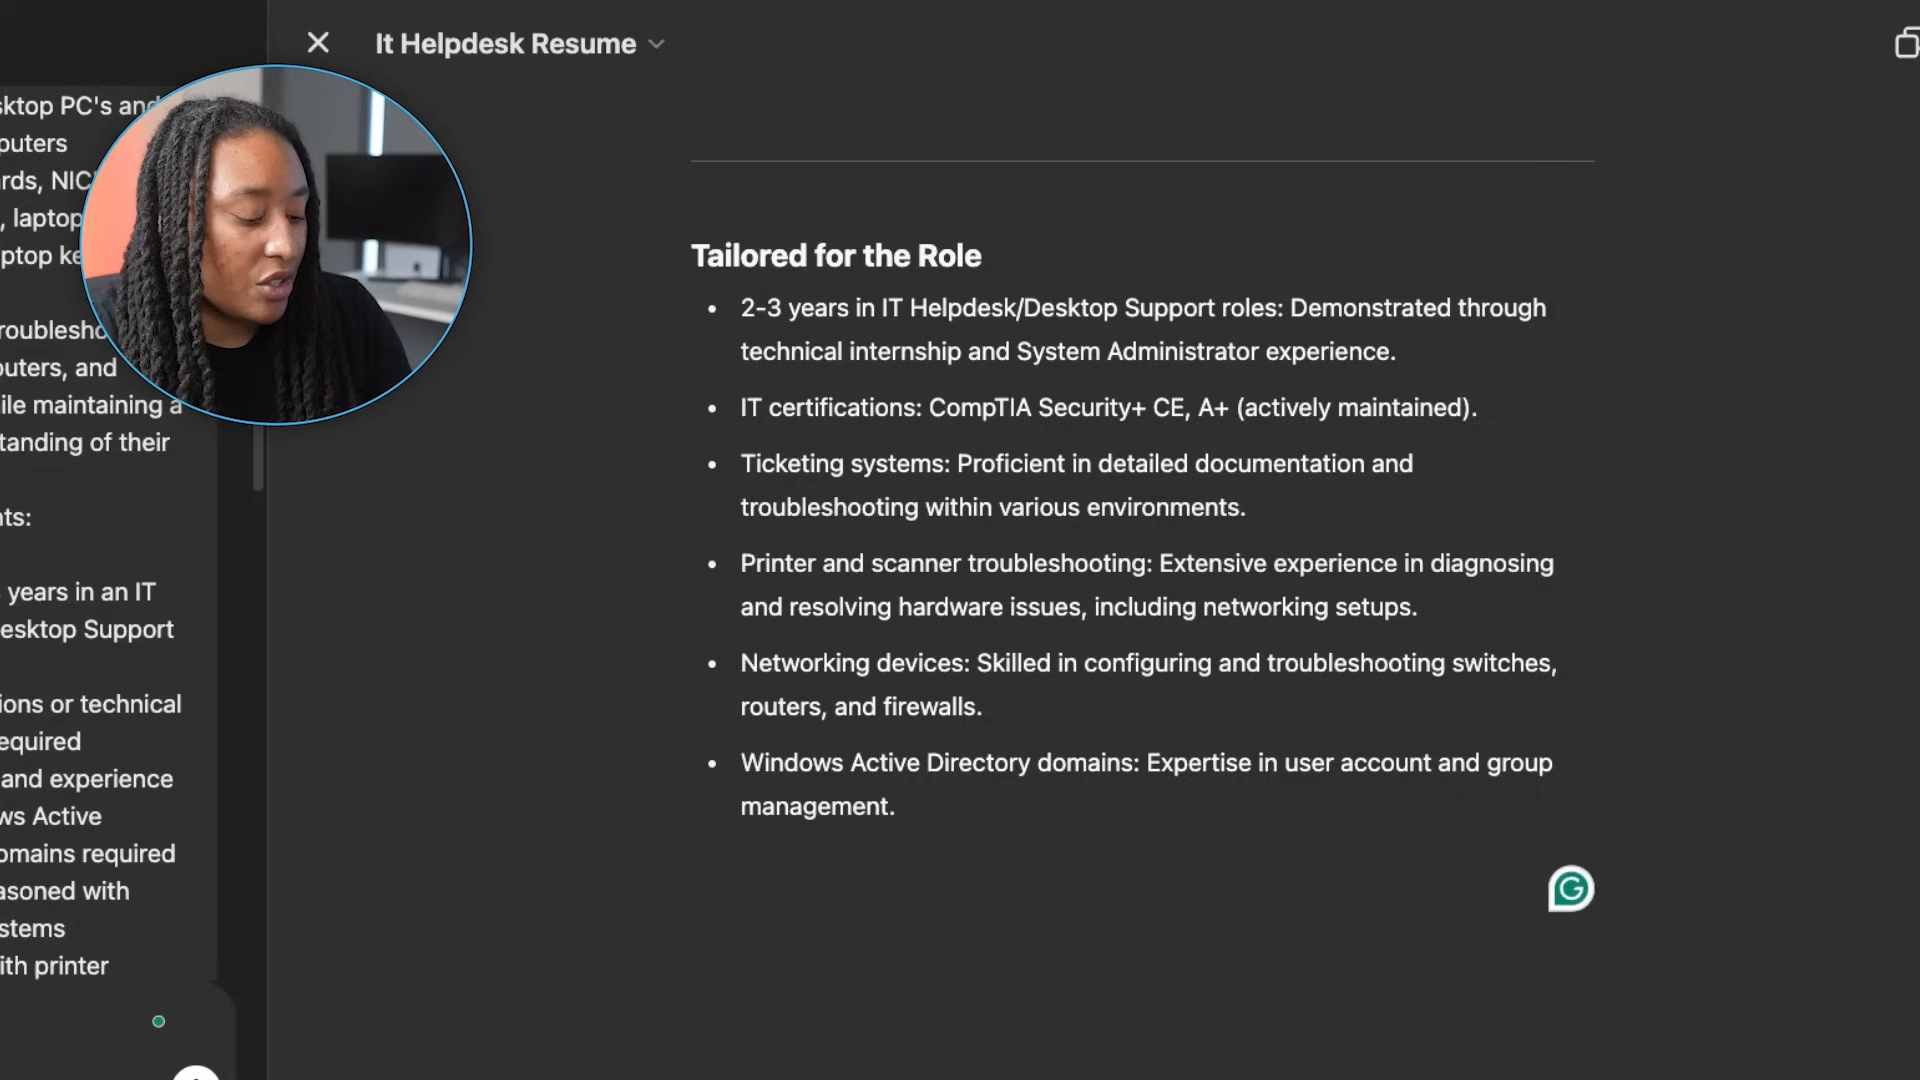 It Helpdesk Resume
sktop PC's and
puters
rds, NIC
, laptop
ptop ke
roublesho
outers, and
ile maintaining a
tanding of their
nts:
years in an IT
esktop Support
ions or technical
equired
and experience
ws Active
omains required
asoned with
stems
ith printer
Tailored for the Role
• 2-3 years in IT Helpdesk/Desktop Support roles: Demonstrated through
technical internship and System Administrator experience.
• IT certifications: CompTIA Security+ CE, A+ (actively maintained).
• Ticketing systems: Proficient in detailed documentation and
troubleshooting within various environments.
• Printer and scanner troubleshooting: Extensive experience in diagnosing
and resolving hardware issues, including networking setups.
• Networking devices: Skilled in configuring and troubleshooting switches,
routers, and firewalls.
• Windows Active Directory domains: Expertise in user account and group
management.